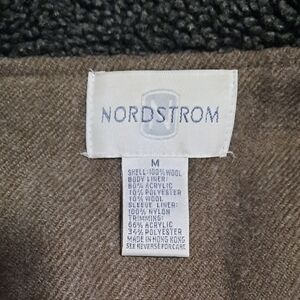 N
NORDSTROM
M
SHELL: 100% WOOL
BODY LINER:
80% ACRYLIC
10% POLYESTER
10% WOOL
SLEEVE LINER:
100% NYLON
TRIMMING:
66% ACRYLIC
34% POLYESTER
MADE IN HONG KONG
SEE REVERSE FOR CARE